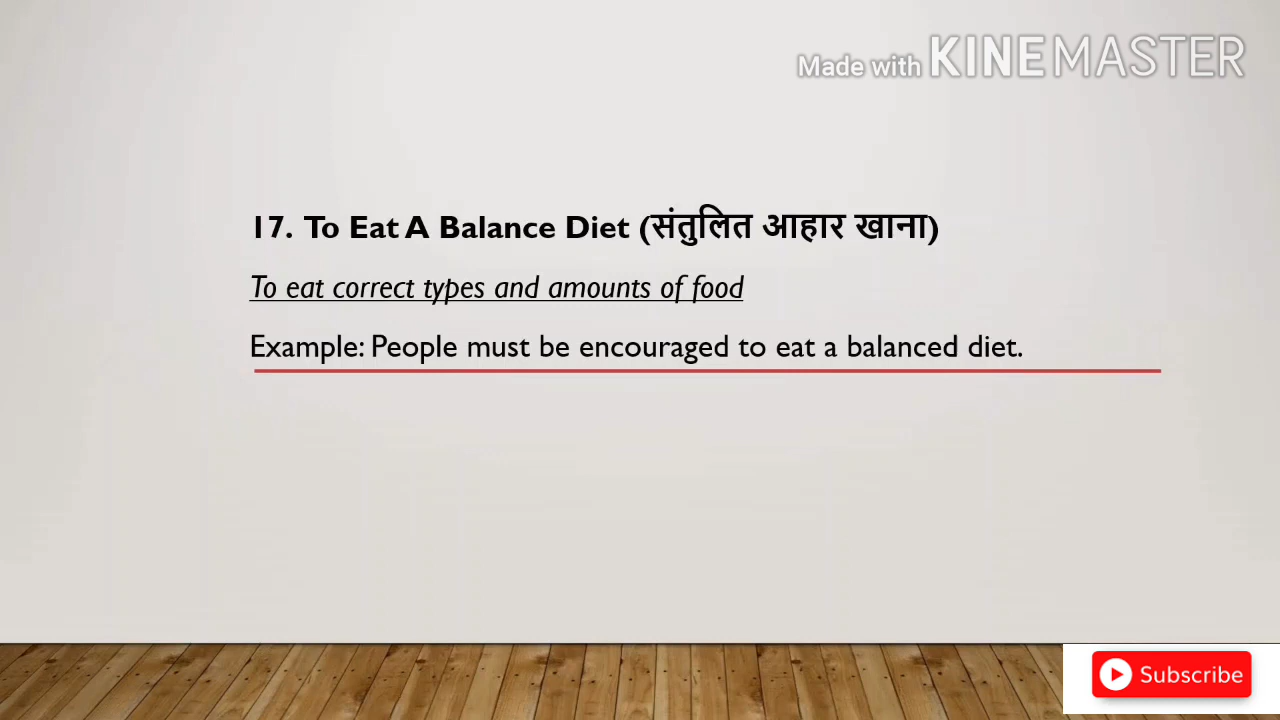 Made with KINEMASTER
17. To Eat A Balance Diet (संतुलित आहार खाना)
To eat correct types and amounts of food
Example: People must be encouraged to eat a balanced diet.
Subscribe